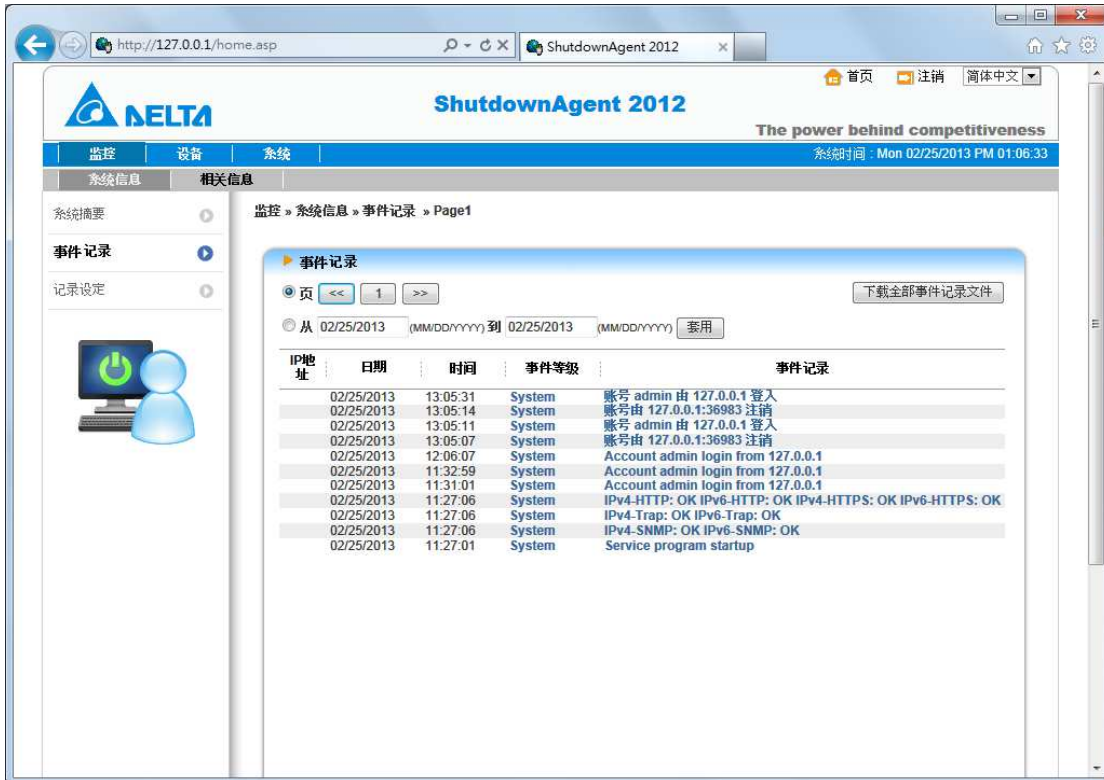 http://127.0.0.1/home.asp
ShutdownAgent 2012
首页 注销 简体中文
DELTA
ShutdownAgent 2012
The power behind competitiveness
监控 设备 系统 系统时间 : Mon 02/25/2013 PM 01:06:33
系统信息 相关信息
系统摘要
事件记录
记录设定
监控 » 系统信息 » 事件记录 » Page1
事件记录
页 << 1 >> 下载全部事件记录文件
从 02/25/2013 (MM/DD/YYYY) 到 02/25/2013 (MM/DD/YYYY) 套用
IP地址 日期 时间 事件等级 事件记录
02/25/2013 13:05:31 System 账号 admin 由 127.0.0.1 登入
02/25/2013 13:05:14 System 账号由 127.0.0.1:36983 注销
02/25/2013 13:05:11 System 账号 admin 由 127.0.0.1 登入
02/25/2013 13:05:07 System 账号由 127.0.0.1:36983 注销
02/25/2013 12:06:07 System Account admin login from 127.0.0.1
02/25/2013 11:32:59 System Account admin login from 127.0.0.1
02/25/2013 11:31:01 System Account admin login from 127.0.0.1
02/25/2013 11:27:06 System IPv4-HTTP: OK IPv6-HTTP: OK IPv4-HTTPS: OK IPv6-HTTPS: OK
02/25/2013 11:27:06 System IPv4-Trap: OK IPv6-Trap: OK
02/25/2013 11:27:06 System IPv4-SNMP: OK IPv6-SNMP: OK
02/25/2013 11:27:01 System Service program startup